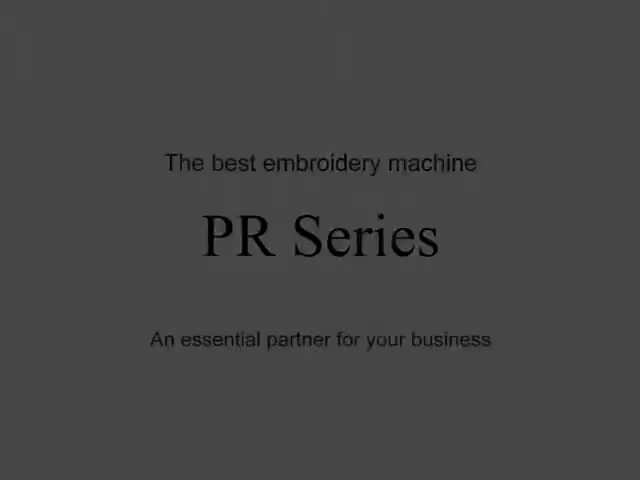 The best embroidery machine
PR Series
An essential partner for your business